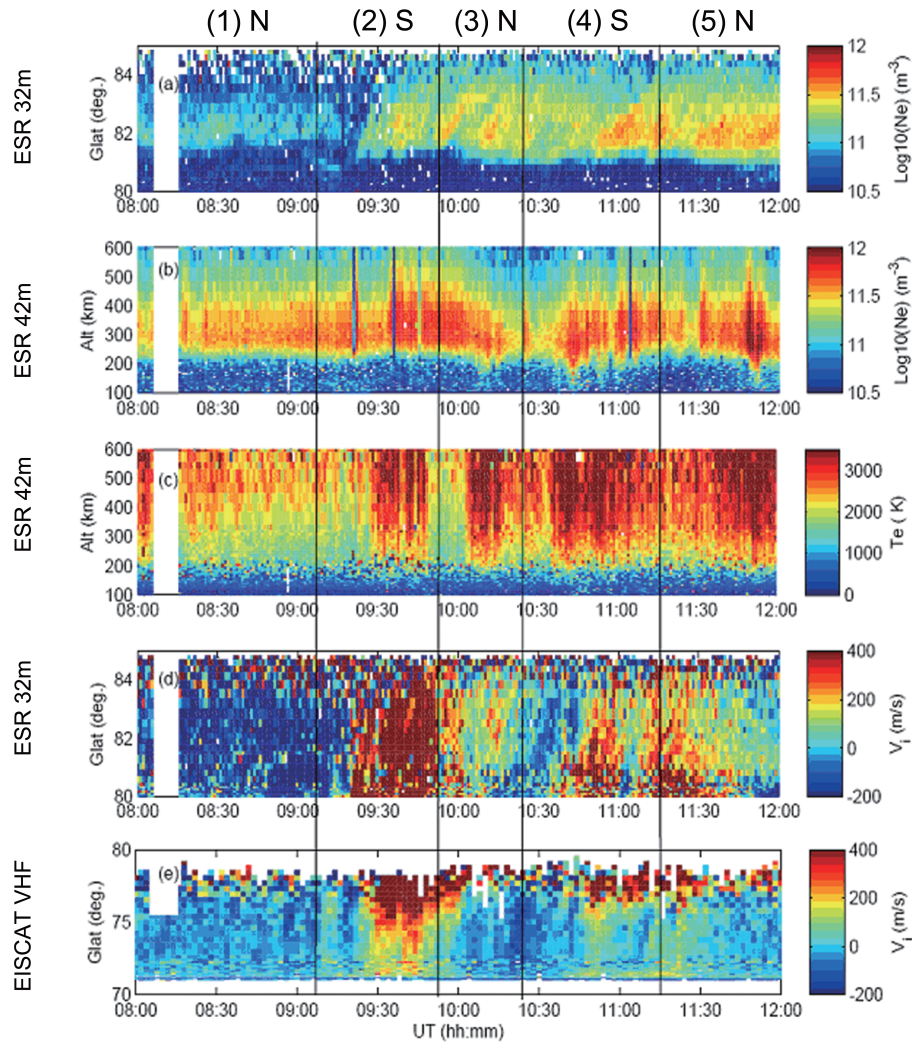 (1) N (2) S (3) N (4) S (5) N
ESR 32m
Glat (deg.)
84
82
80
(a)
08:00 08:30 09:00 09:30 10:00 10:30 11:00 11:30 12:00
12
11.5
11
10.5
Log10(Ne) (m-3)
ESR 42m
Alt (km)
600
500
400
300
200
100
(b)
08:00 08:30 09:00 09:30 10:00 10:30 11:00 11:30 12:00
12
11.5
11
10.5
Log10(Ne) (m-3)
ESR 42m
Alt (km)
600
500
400
300
200
100
(c)
08:00 08:30 09:00 09:30 10:00 10:30 11:00 11:30 12:00
3000
2000
1000
0
Te ( K)
ESR 32m
Glat (deg.)
84
82
80
(d)
08:00 08:30 09:00 09:30 10:00 10:30 11:00 11:30 12:00
400
200
0
-200
Vi (m/s)
EISCAT VHF
Glat (deg.)
80
75
70
(e)
08:00 08:30 09:00 09:30 10:00 10:30 11:00 11:30 12:00
UT (hh:mm)
400
200
0
-200
Vi (m/s)